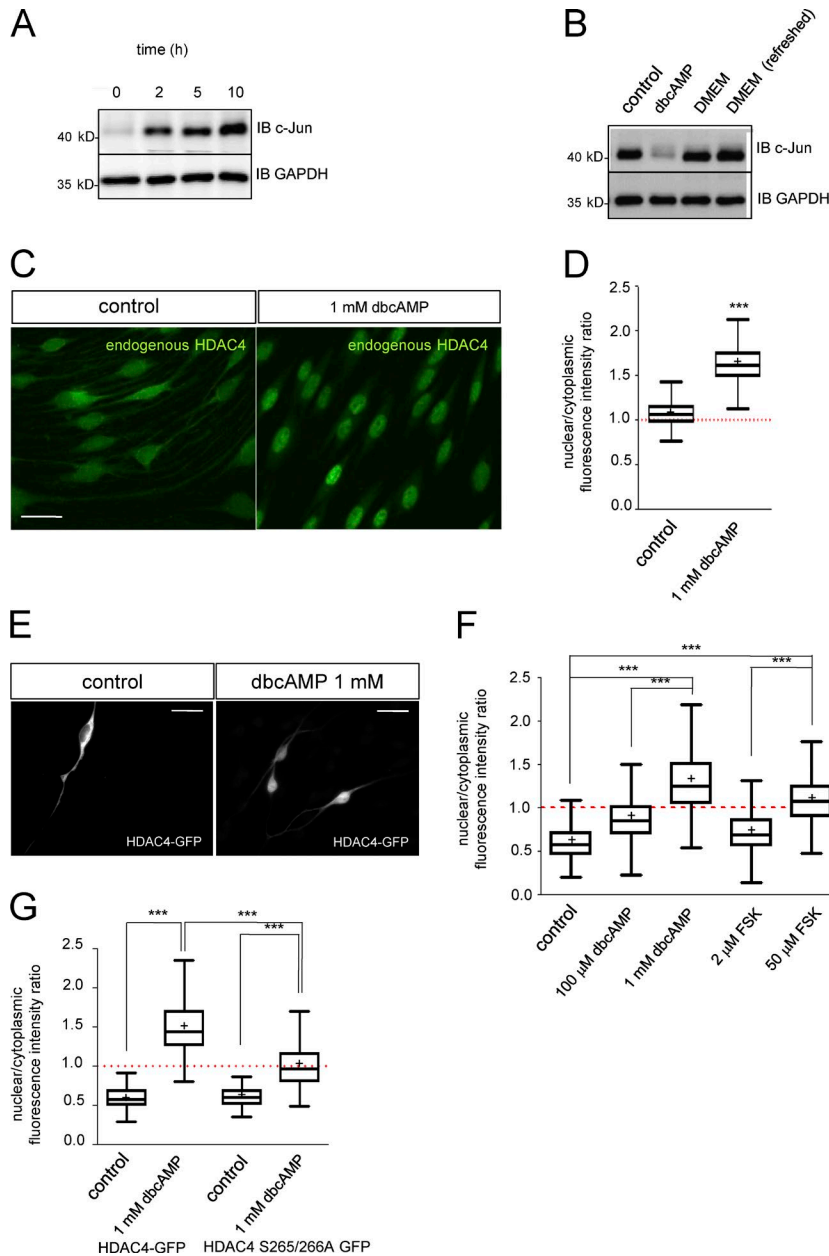 A
time (h)
0 2 5 10
40 kD
IB c-Jun
35 kD
IB GAPDH
B
control
dbcAMP
DMEM
DMEM (refreshed)
40 kD
IB c-Jun
35 kD
IB GAPDH
C
control
1 mM dbcAMP
endogenous HDAC4
endogenous HDAC4
D
nuclear/cytoplasmic
fluorescence intensity ratio
2.5
2.0
1.5
1.0
0.5
0.0
***
control
1 mM dbcAMP
E
control
dbcAMP 1 mM
HDAC4-GFP
HDAC4-GFP
F
nuclear/cytoplasmic
fluorescence intensity ratio
2.5
2.0
1.5
1.0
0.5
0.0
***
***
***
***
control
100 μM dbcAMP
1 mM dbcAMP
2 μM FSK
50 μM FSK
G
nuclear/cytoplasmic
fluorescence intensity ratio
2.5
2.0
1.5
1.0
0.5
0.0
***
***
***
control
1 mM dbcAMP
control
1 mM dbcAMP
HDAC4-GFP
HDAC4 S265/266A GFP